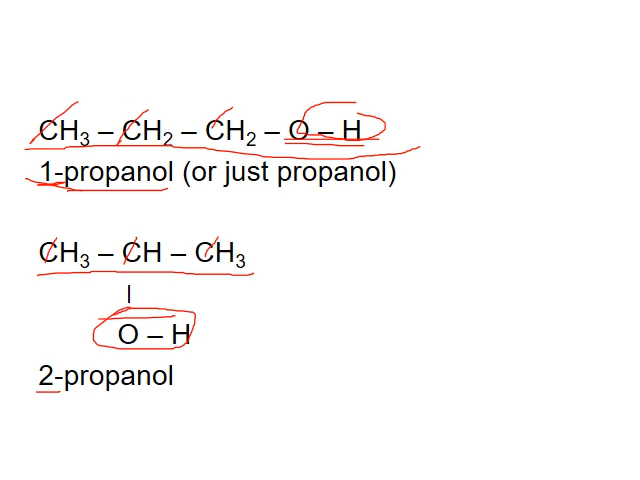 CH₃ – CH₂ – CH₂ – O – H
1-propanol (or just propanol)
CH₃ – CH – CH₃
|
O – H
2-propanol